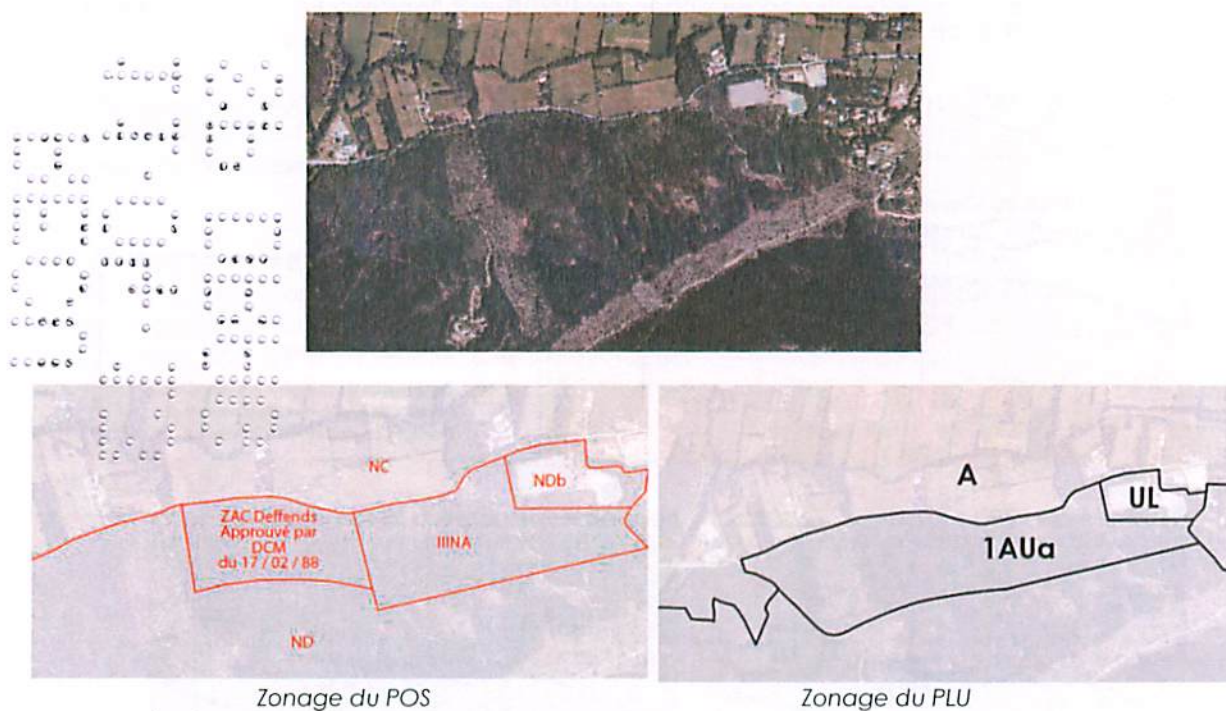 NC
NDb
ZAC Deffends
Approuvé par
DCM
du 17 / 02 / 88
IIINA
ND
A
UL
1AUa
Zonage du POS
Zonage du PLU